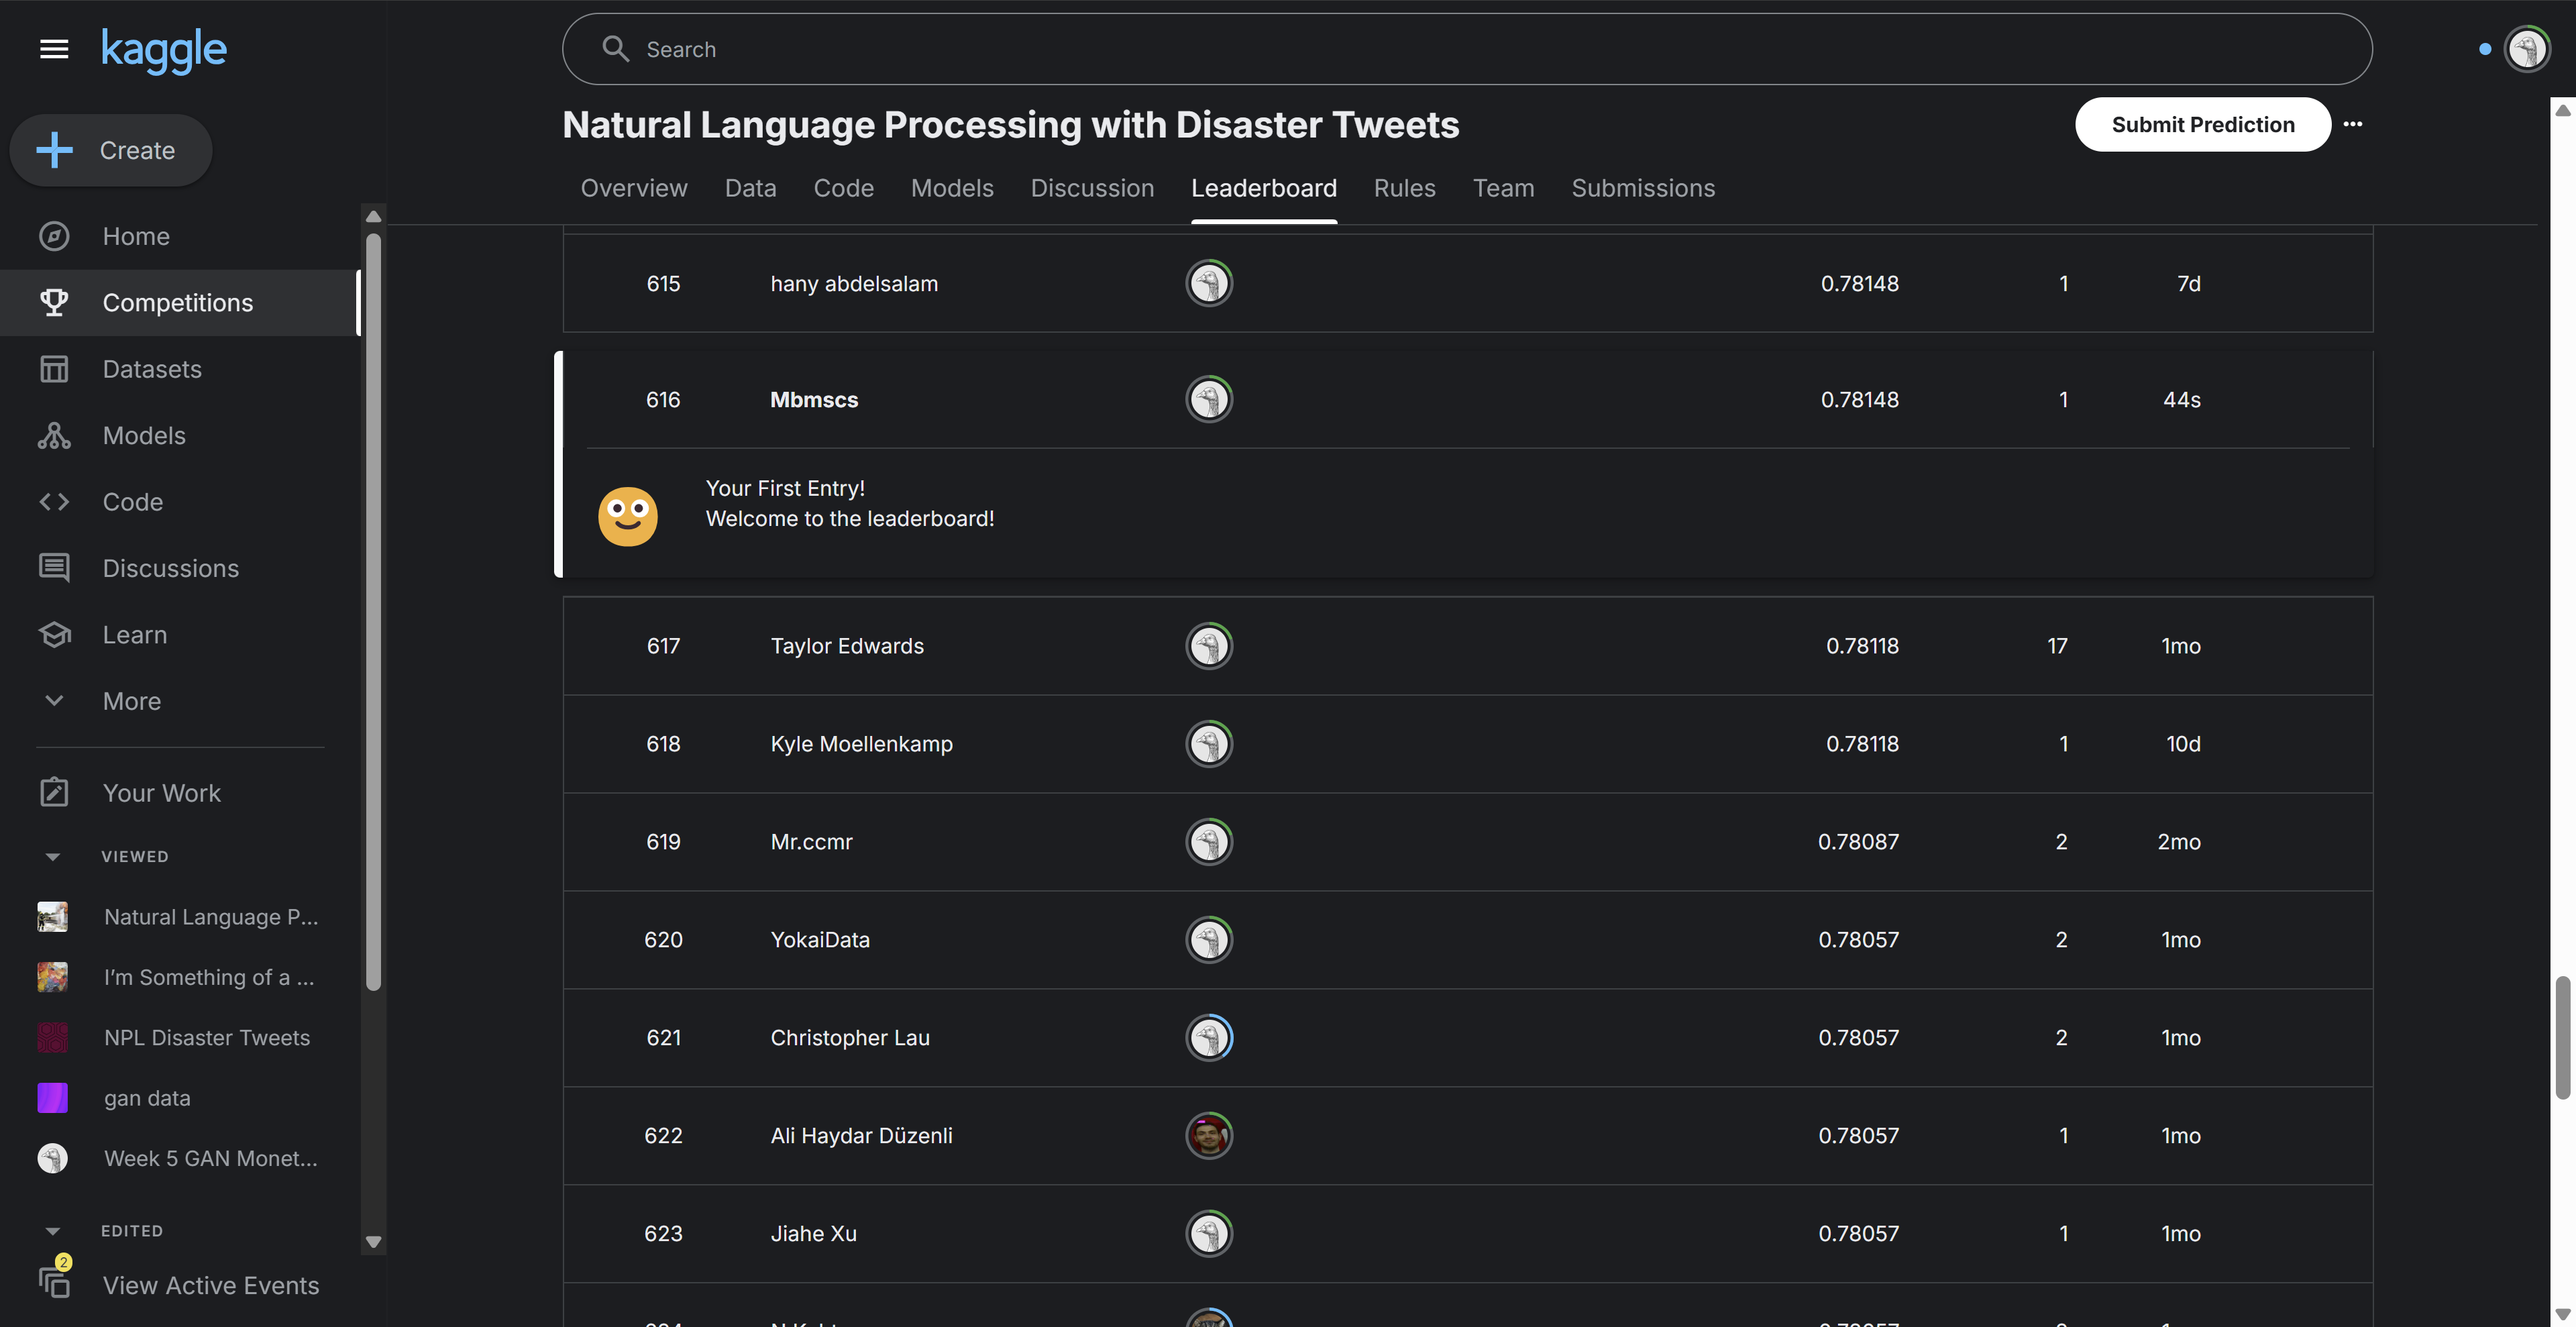 kaggle
Search
Create
Natural Language Processing with Disaster Tweets
Submit Prediction
Overview Data Code Models Discussion Leaderboard Rules Team Submissions
Home
Competitions
Datasets
Models
Code
Discussions
Learn
More
Your Work
VIEWED
Natural Language P...
I'm Something of a ...
NPL Disaster Tweets
gan data
Week 5 GAN Monet...
EDITED
2
View Active Events
615 hany abdelsalam 0.78148 1 7d
616 Mbmscs 0.78148 1 44s
Your First Entry!
Welcome to the leaderboard!
617 Taylor Edwards 0.78118 17 1mo
618 Kyle Moellenkamp 0.78118 1 10d
619 Mr.ccmr 0.78087 2 2mo
620 YokaiData 0.78057 2 1mo
621 Christopher Lau 0.78057 2 1mo
622 Ali Haydar Düzenli 0.78057 1 1mo
623 Jiahe Xu 0.78057 1 1mo